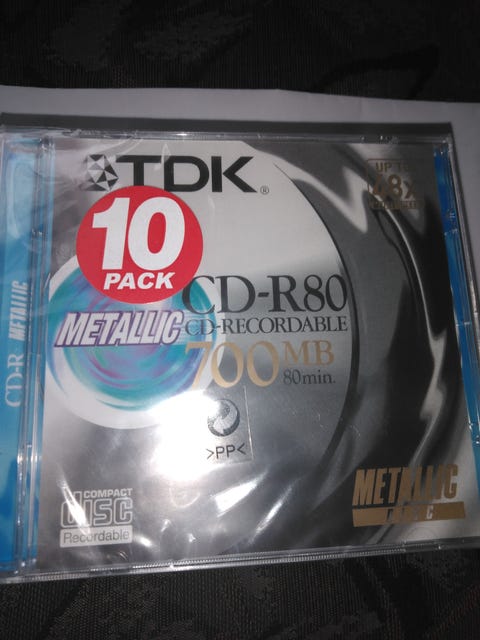 TDK®
UP TO
48x
10
PACK
CD-R80
METALLIC
CD-RECORDABLE
700MB
80min.
>PP<
CD-R METALLIC
METALLIC
COMPACT
disc
Recordable